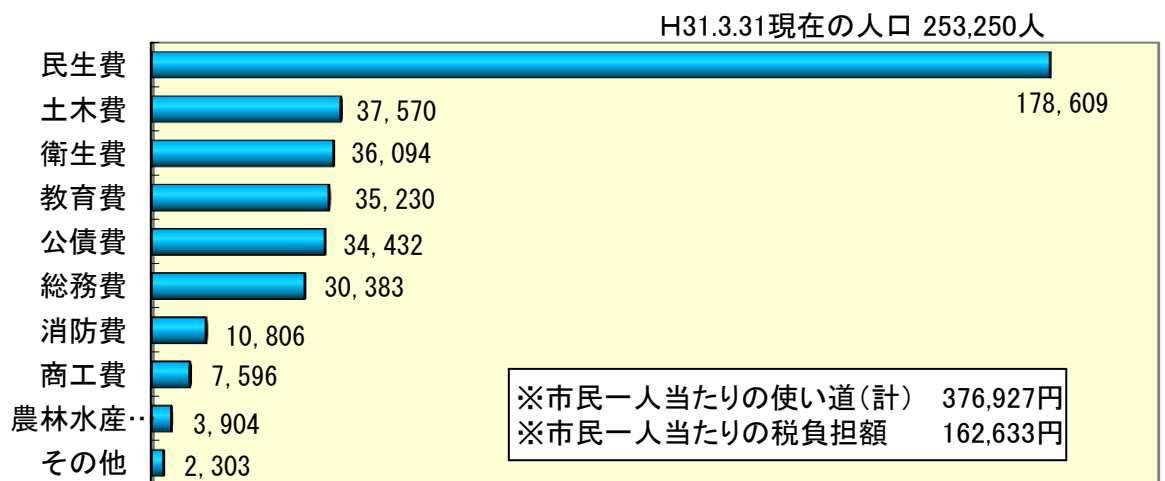 H31.3.31現在の人口 253,250人
民生費 178,609
土木費 37,570
衛生費 36,094
教育費 35,230
公債費 34,432
総務費 30,383
消防費 10,806
商工費 7,596
農林水産… 3,904
その他 2,303
※市民一人当たりの使い道(計) 376,927円
※市民一人当たりの税負担額 162,633円